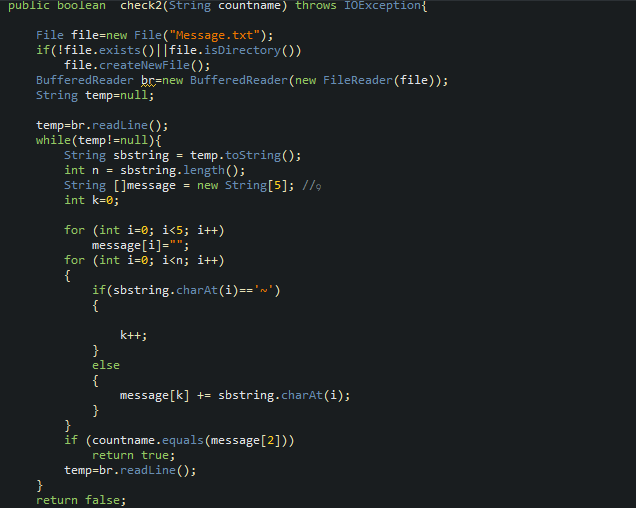 public boolean  check2(String countname) throws IOException{
File file=new File("Message.txt");
if(!file.exists()||file.isDirectory())
file.createNewFile();
BufferedReader br=new BufferedReader(new FileReader(file));
String temp=null;
temp=br.readLine();
while(temp!=null){
String sbstring = temp.toString();
int n = sbstring.length();
String []message = new String[5]; //。
int k=0;
for (int i=0; i<5; i++)
message[i]="";
for (int i=0; i<n; i++)
{
if(sbstring.charAt(i)=='~')
{
k++;
}
else
{
message[k] += sbstring.charAt(i);
}
}
if (countname.equals(message[2]))
return true;
temp=br.readLine();
}
return false;